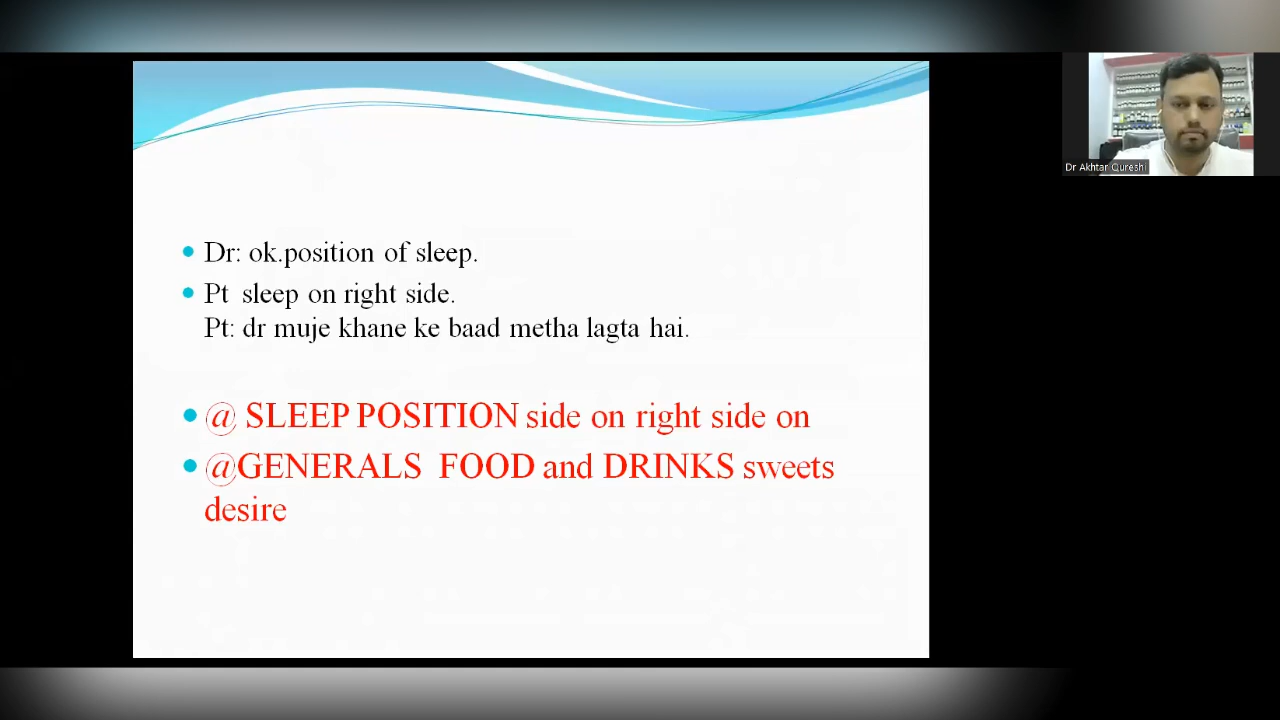 Dr: ok.position of sleep.
Pt sleep on right side.
Pt: dr muje khane ke baad metha lagta hai.
@ SLEEP POSITION side on right side on
@GENERALS FOOD and DRINKS sweets
desire
Dr Akhtar Qureshi